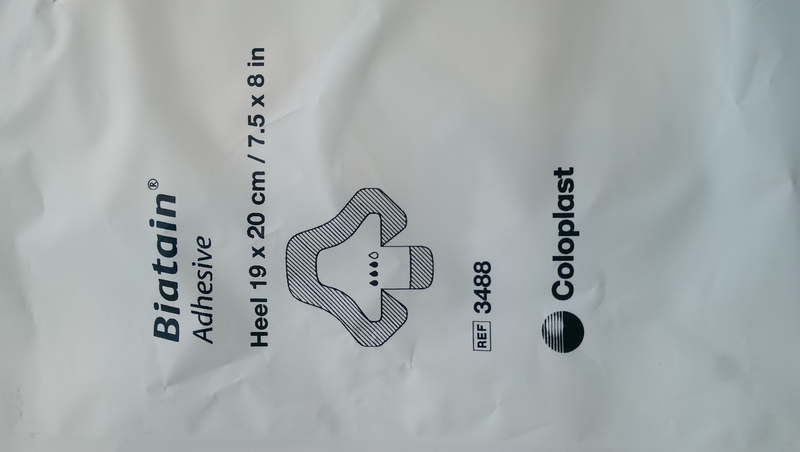 Biatain®
Adhesive
Heel 19 x 20 cm / 7.5 x 8 in
REF 3488
Coloplast